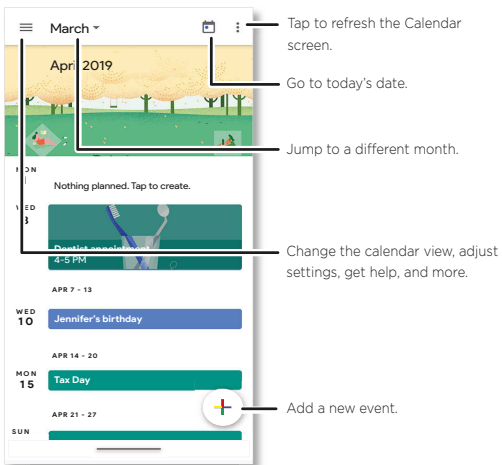 March
Tap to refresh the Calendar
screen.
April 2019
Go to today's date.
Jump to a different month.
Nothing planned. Tap to create.
Dentist appointment
4-5 PM
Change the calendar view, adjust
settings, get help, and more.
APR 7 - 13
WED
10
Jennifer's birthday
APR 14 - 20
MON
15
Tax Day
Add a new event.
APR 21 - 27
SUN